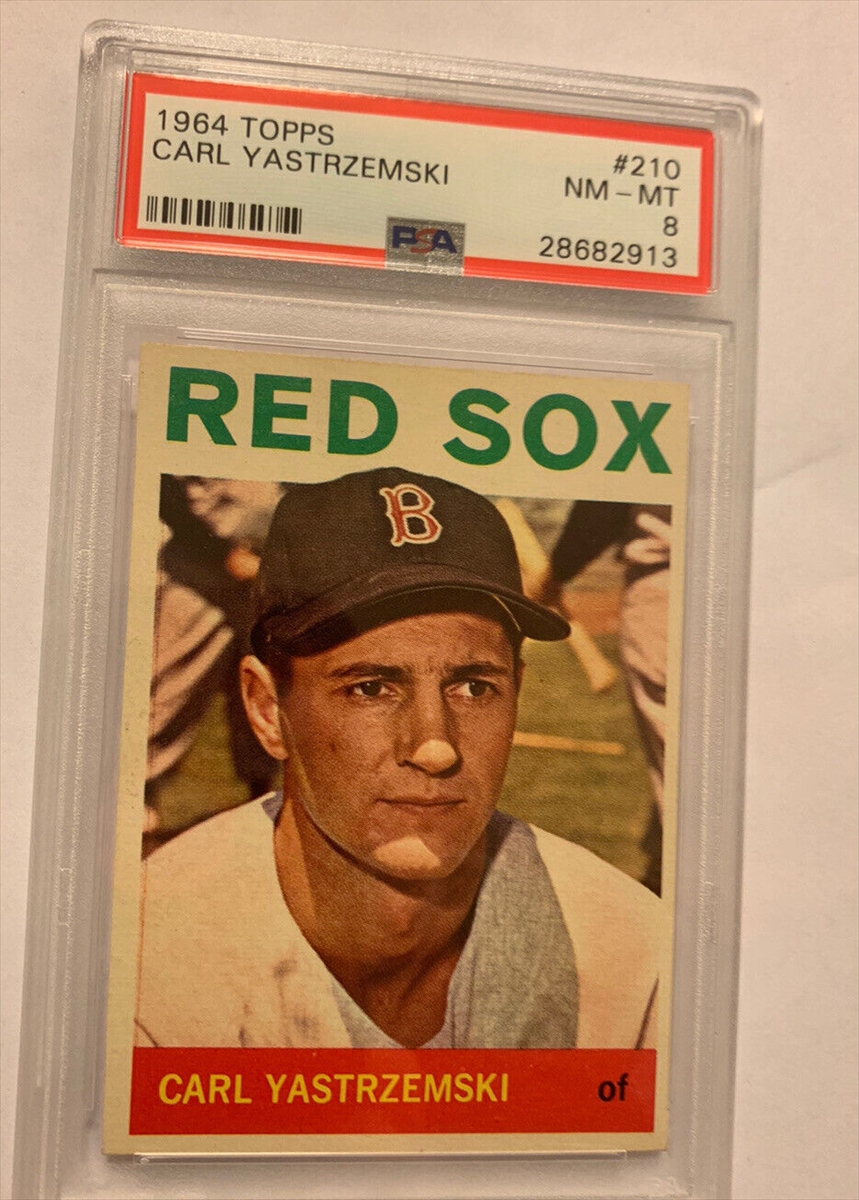 1964 TOPPS
#210
CARL YASTRZEMSKI
NM - MT
8
PSA
28682913
RED SOX
B
CARL YASTRZEMSKI
of